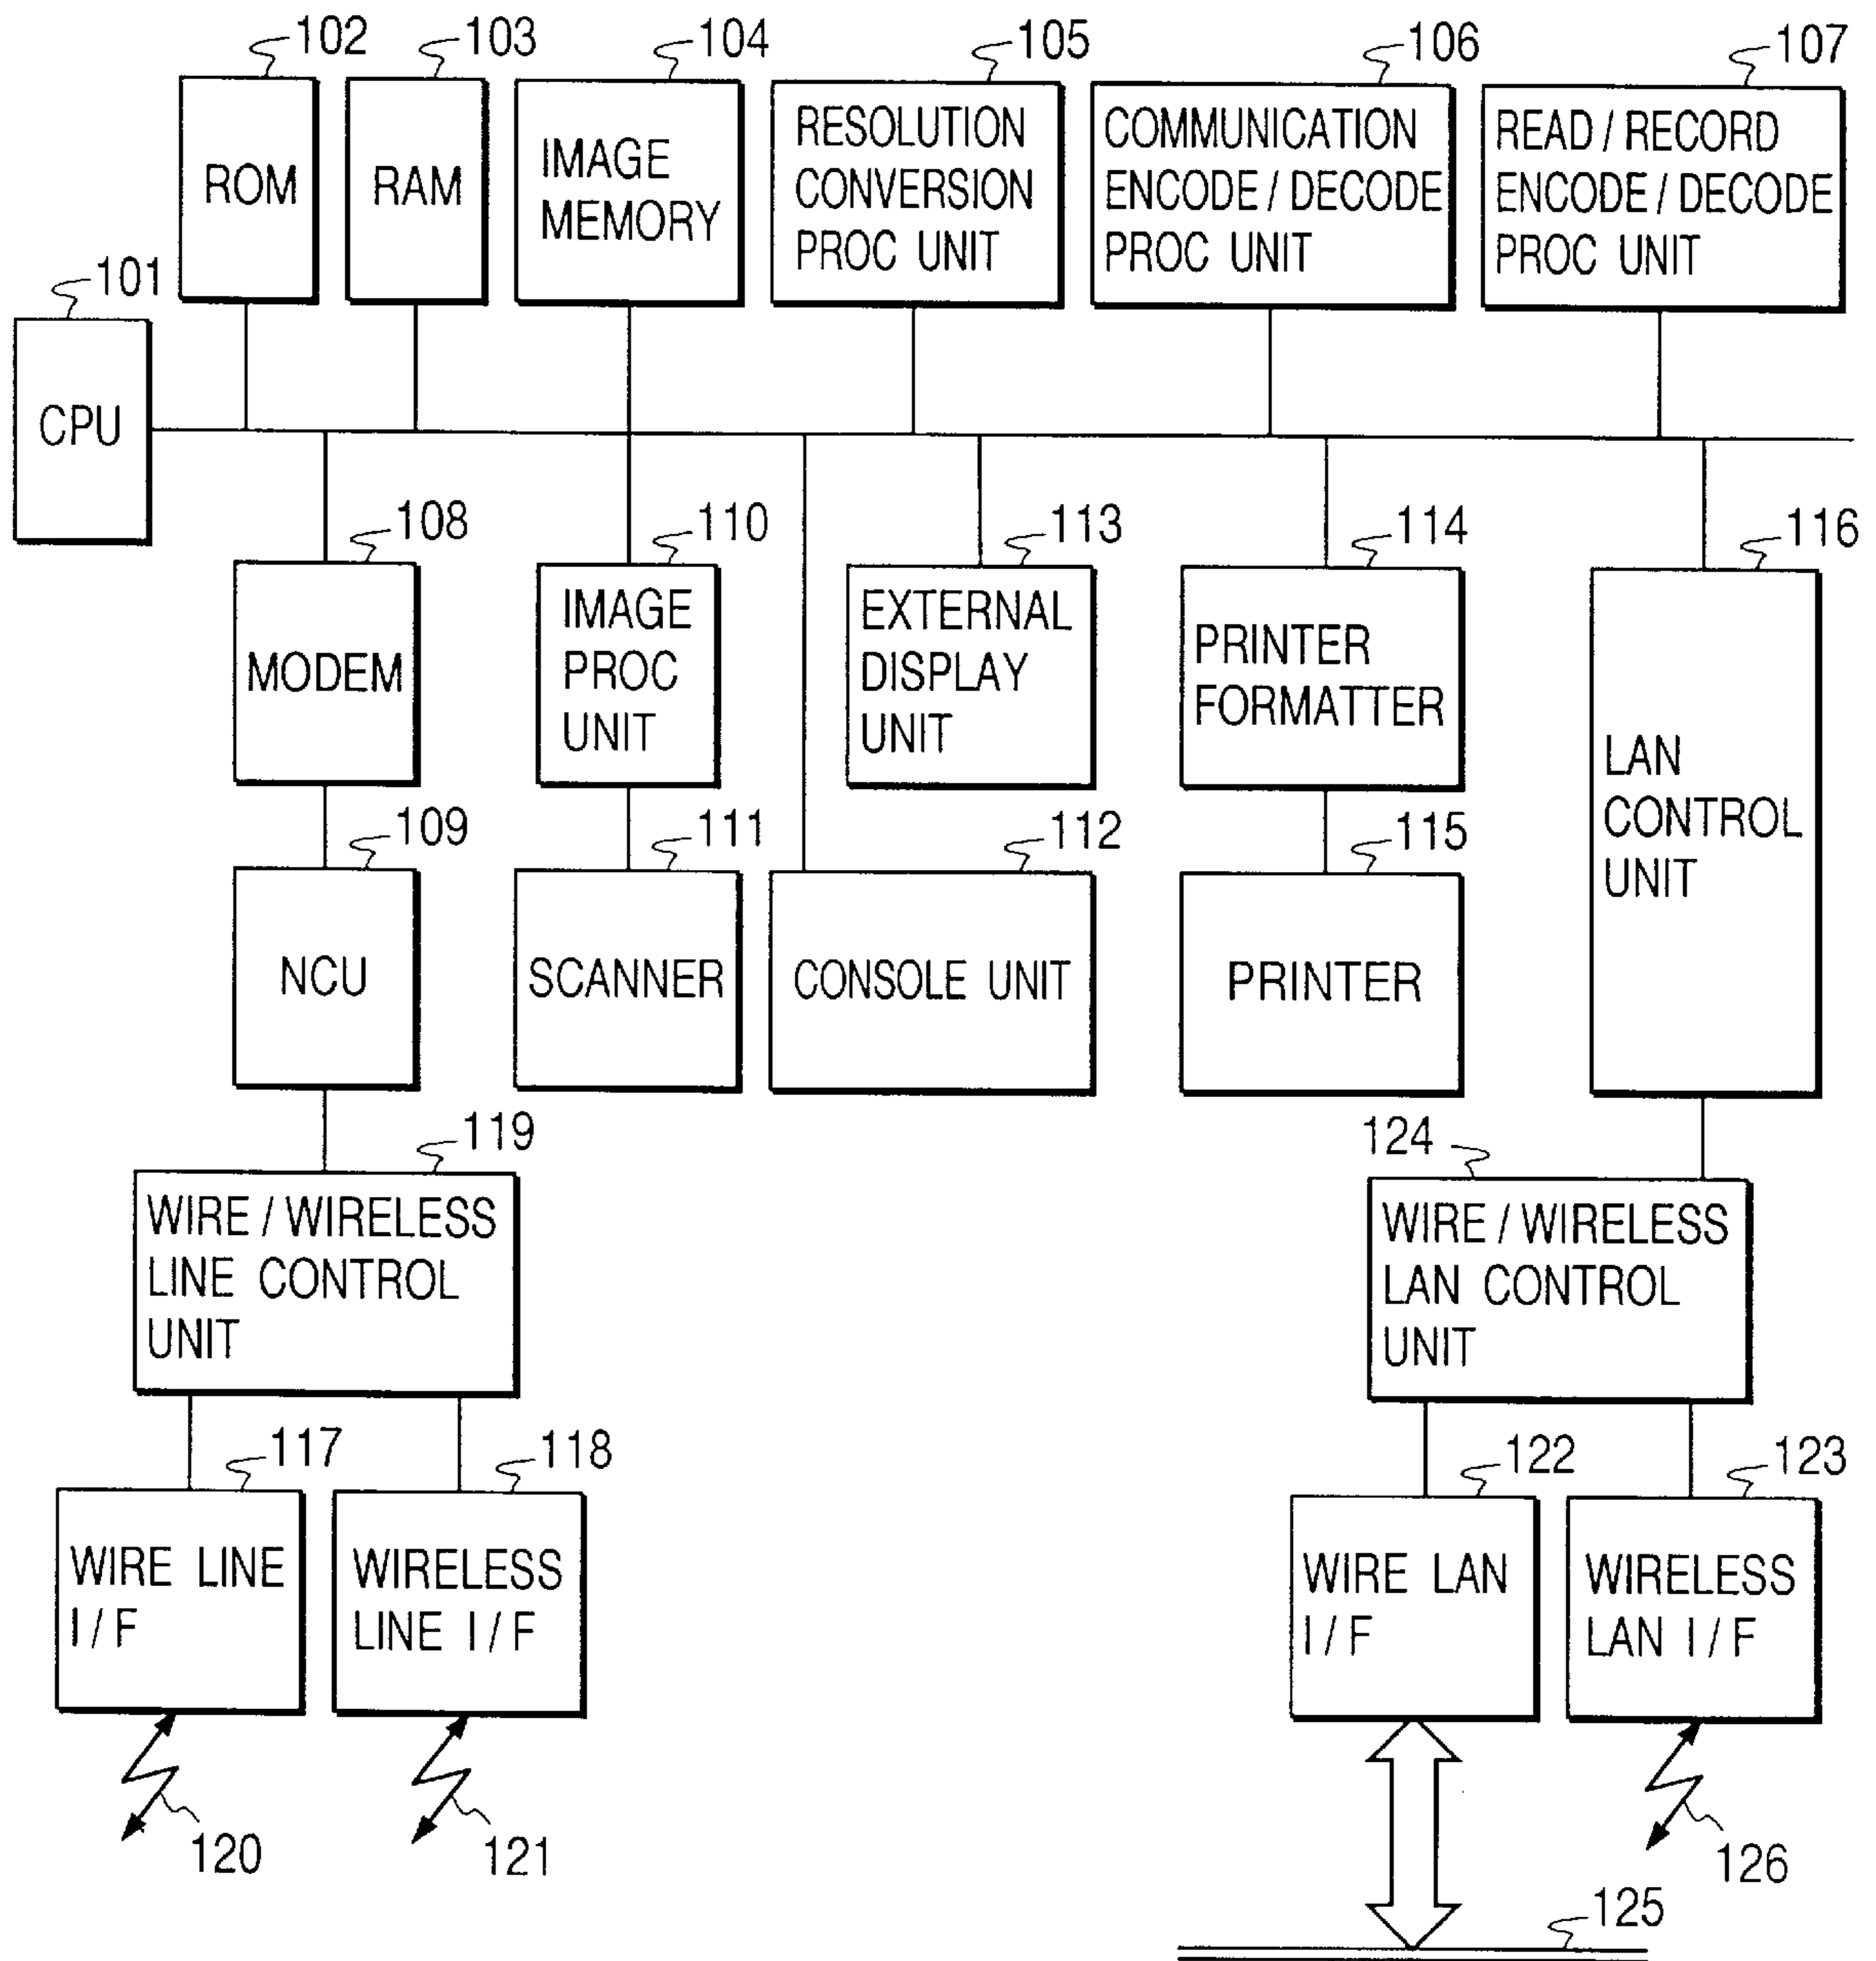 102
103
104
105
106
107
ROM
RAM
IMAGE
MEMORY
RESOLUTION
CONVERSION
PROC UNIT
COMMUNICATION
ENCODE / DECODE
PROC UNIT
READ / RECORD
ENCODE / DECODE
PROC UNIT
101
CPU
108
110
113
114
116
MODEM
IMAGE
PROC
UNIT
EXTERNAL
DISPLAY
UNIT
PRINTER
FORMATTER
LAN
CONTROL
UNIT
109
111
112
115
NCU
SCANNER
CONSOLE UNIT
PRINTER
119
124
WIRE / WIRELESS
LINE CONTROL
UNIT
WIRE / WIRELESS
LAN CONTROL
UNIT
117
118
122
123
WIRE LINE
I / F
WIRELESS
LINE I / F
WIRE LAN
I / F
WIRELESS
LAN I / F
120
121
126
125